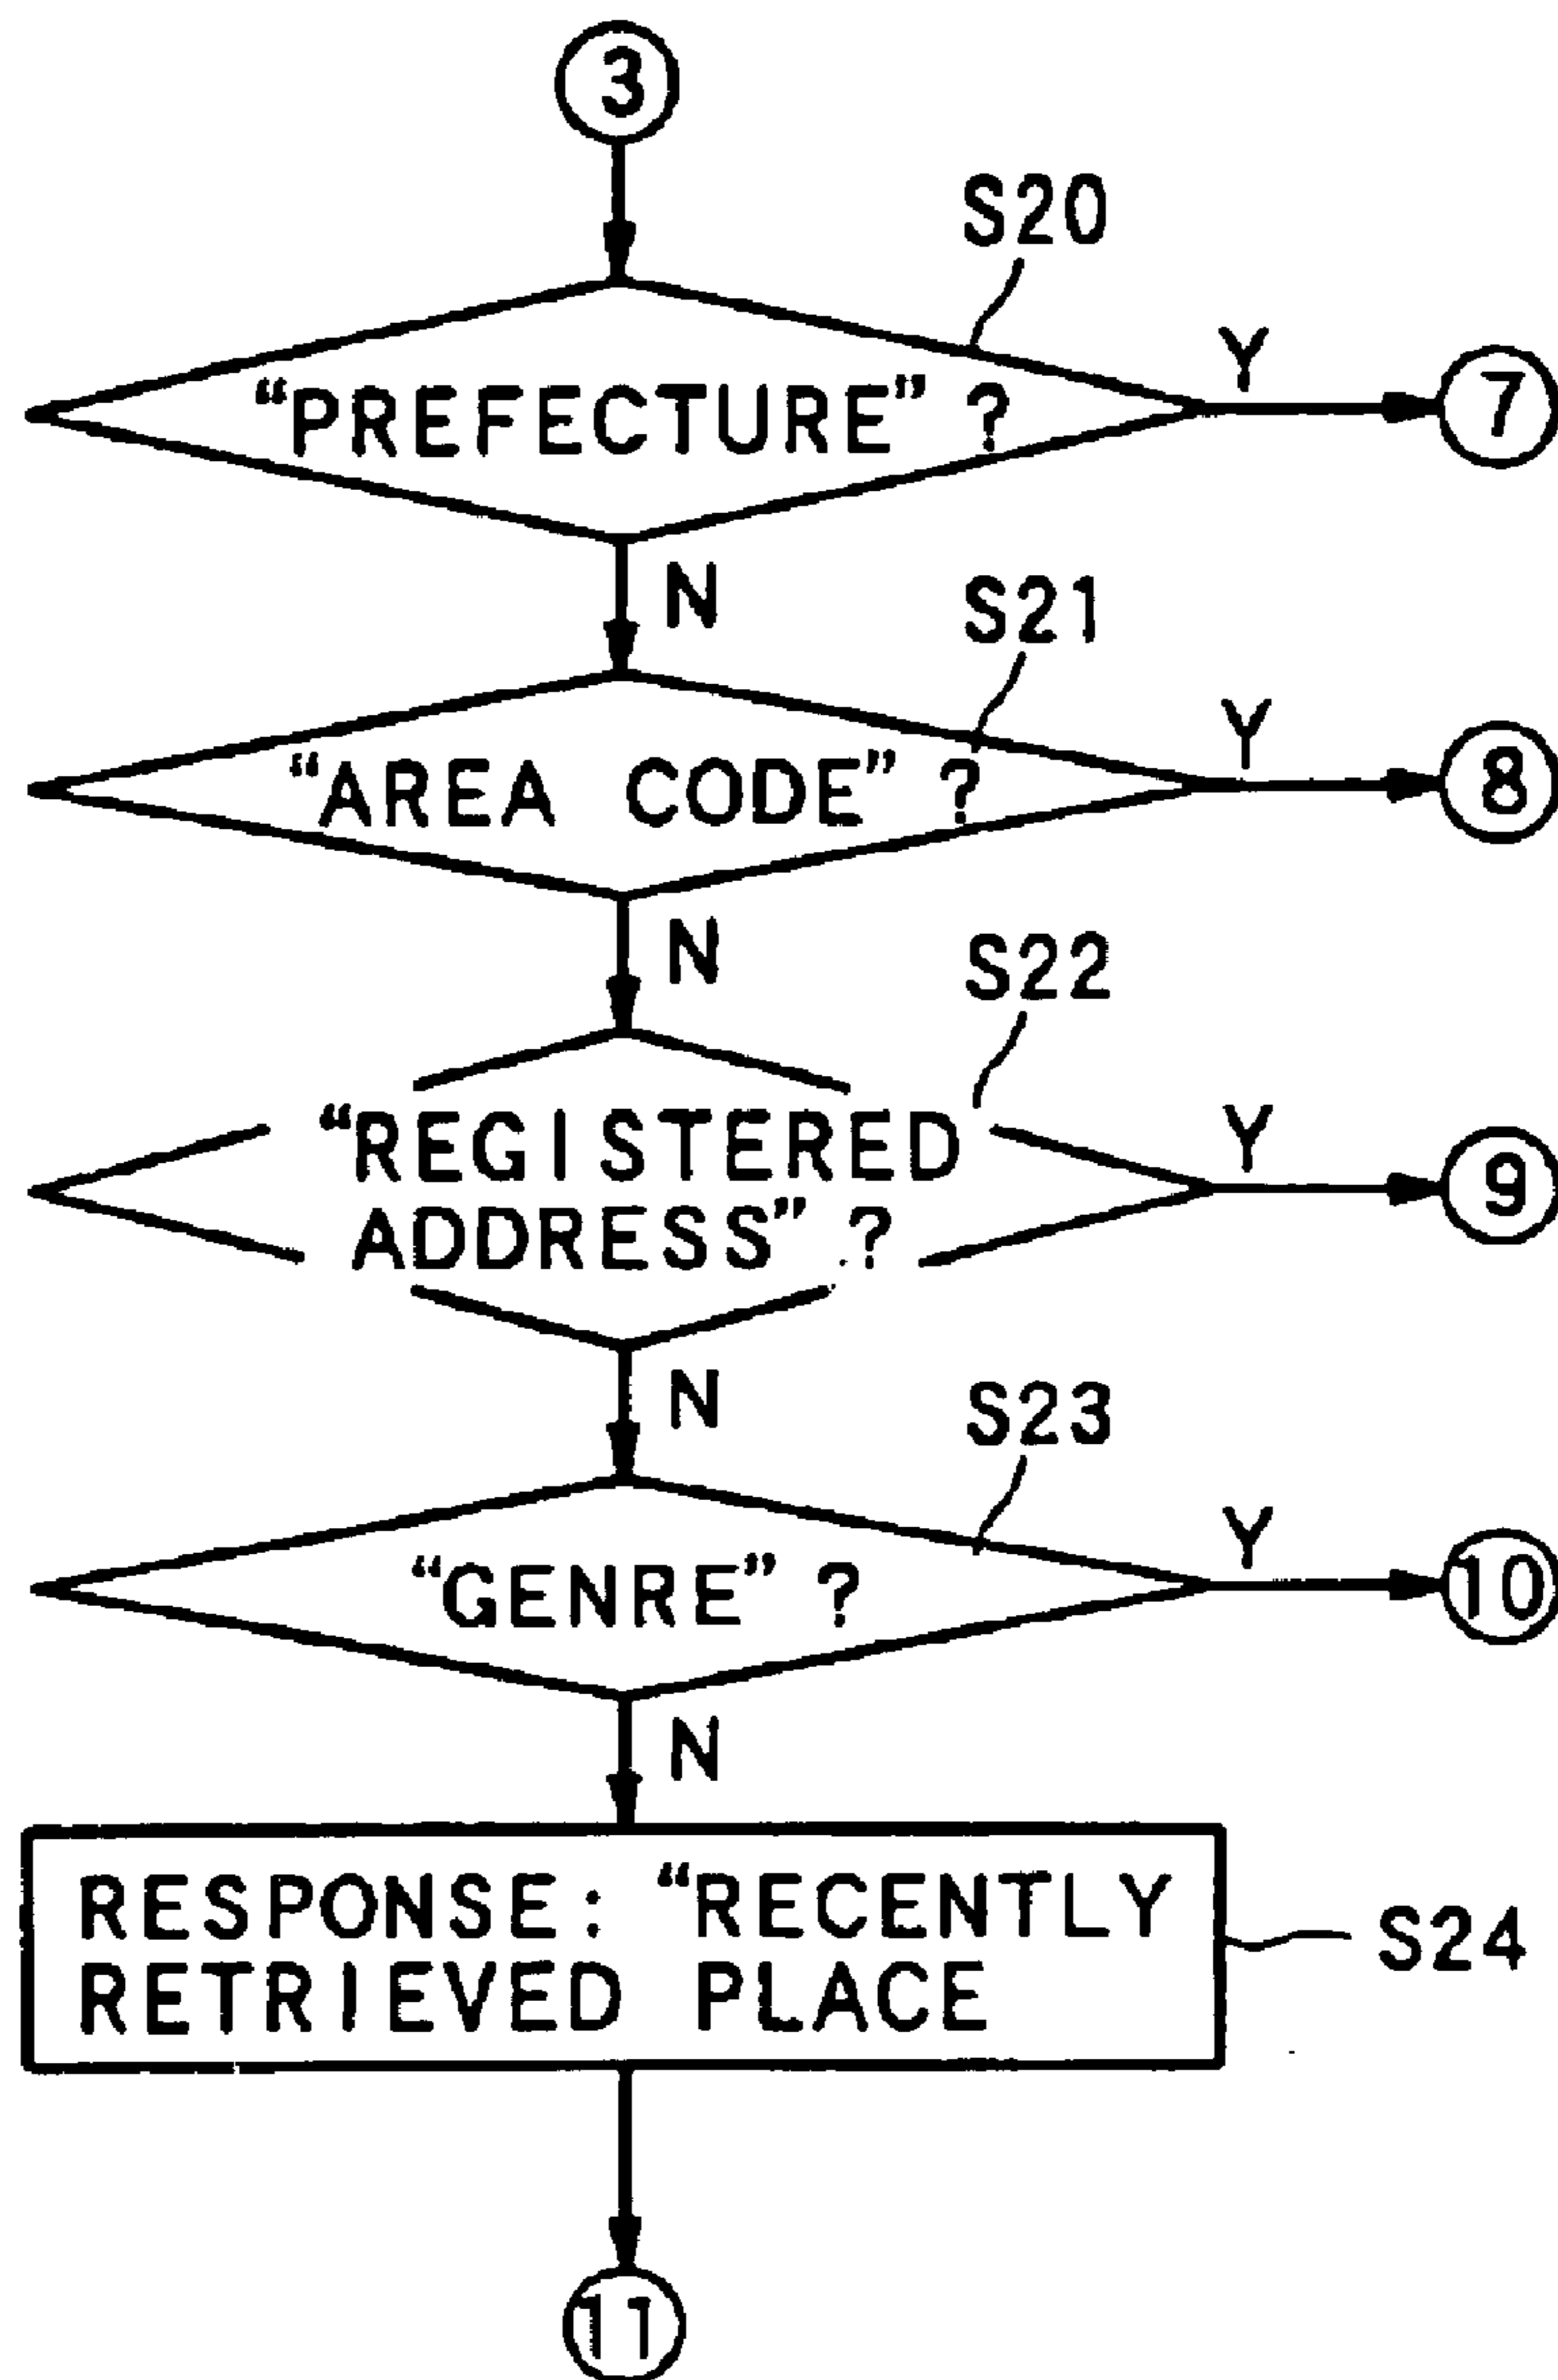 3
S20
“PREFECTURE” ?
Y
7
N
S21
“AREA CODE” ?
Y
8
N
S22
“REGISTERED
ADDRESS” ?
Y
9
N
S23
“GENRE” ?
Y
10
N
RESPONSE: “RECENTLY
RETRIEVED PLACE
S24
11